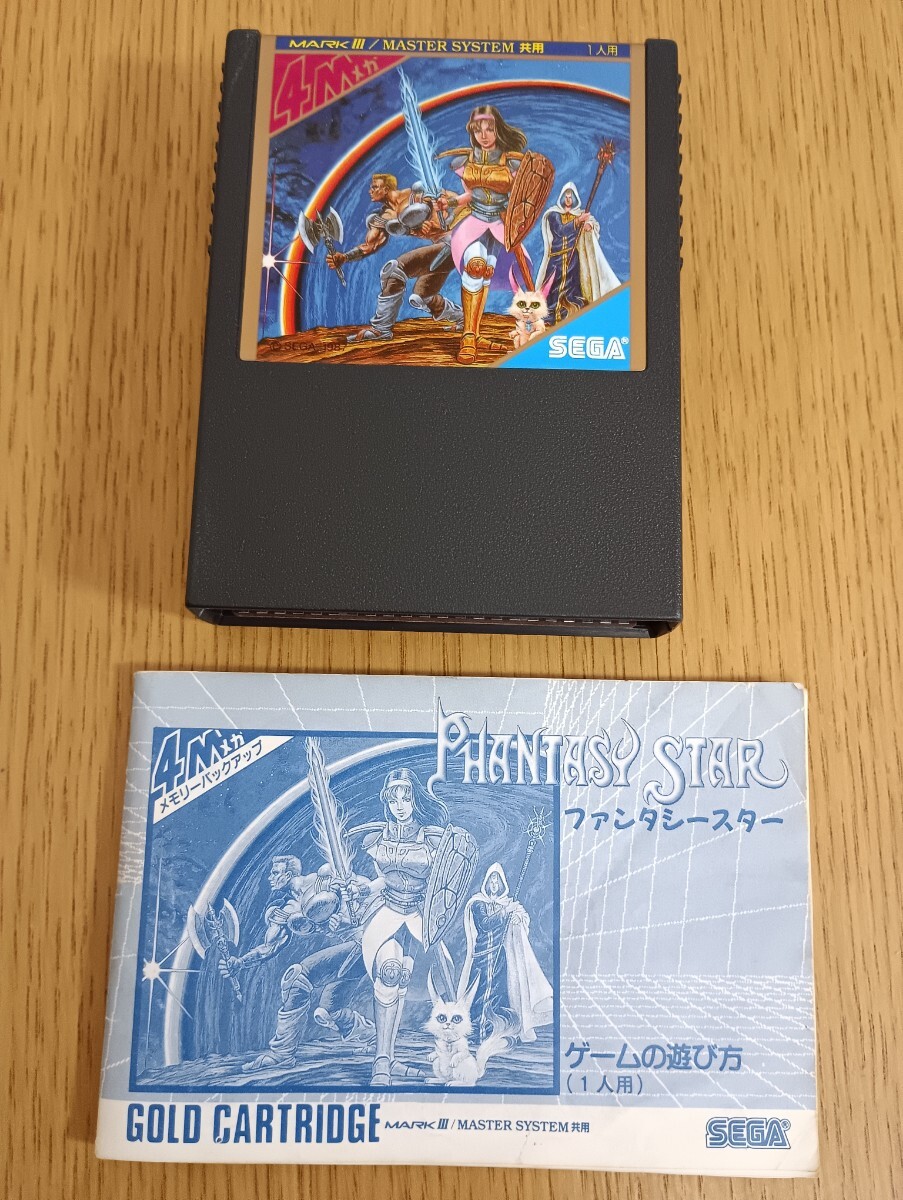 MARK III / MASTER SYSTEM 共用 1人用
4Mメガ
© SEGA 1987
SEGA®
4Mメガ
メモリーバックアップ
PHANTASY STAR
ファンタシースター
ゲームの遊び方
(1人用)
GOLD CARTRIDGE MARK III / MASTER SYSTEM 共用
SEGA®